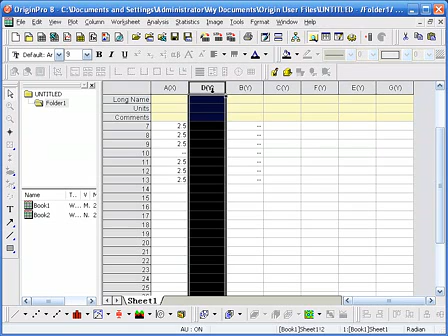 OriginPro 8 - C:\Documents and Settings\Administrator\My Documents\Origin User Files\UNTITLED - /Folder1/
File Edit View Plot Column Worksheet Analysis Statistics Image Tools Format Window Help
Default: Ar 9 B I U
UNTITLED
Folder1
Name T... V... M
Book1 W... M.
Book2 W... N.
A(X) D(Y) B(Y) C(Y) F(Y) E(Y) G(Y)
Long Name
Units
Comments
7 2.5 --
8 2.5 --
9 2.5 --
10 -- --
11 2.5 --
12 2.5 --
13 2.5 --
14
15
16
17
18
19
20
21
22
23
24
25
Sheet1
AU : ON [Book1]Sheet1!2 1:[Book1]Sheet1 Radian